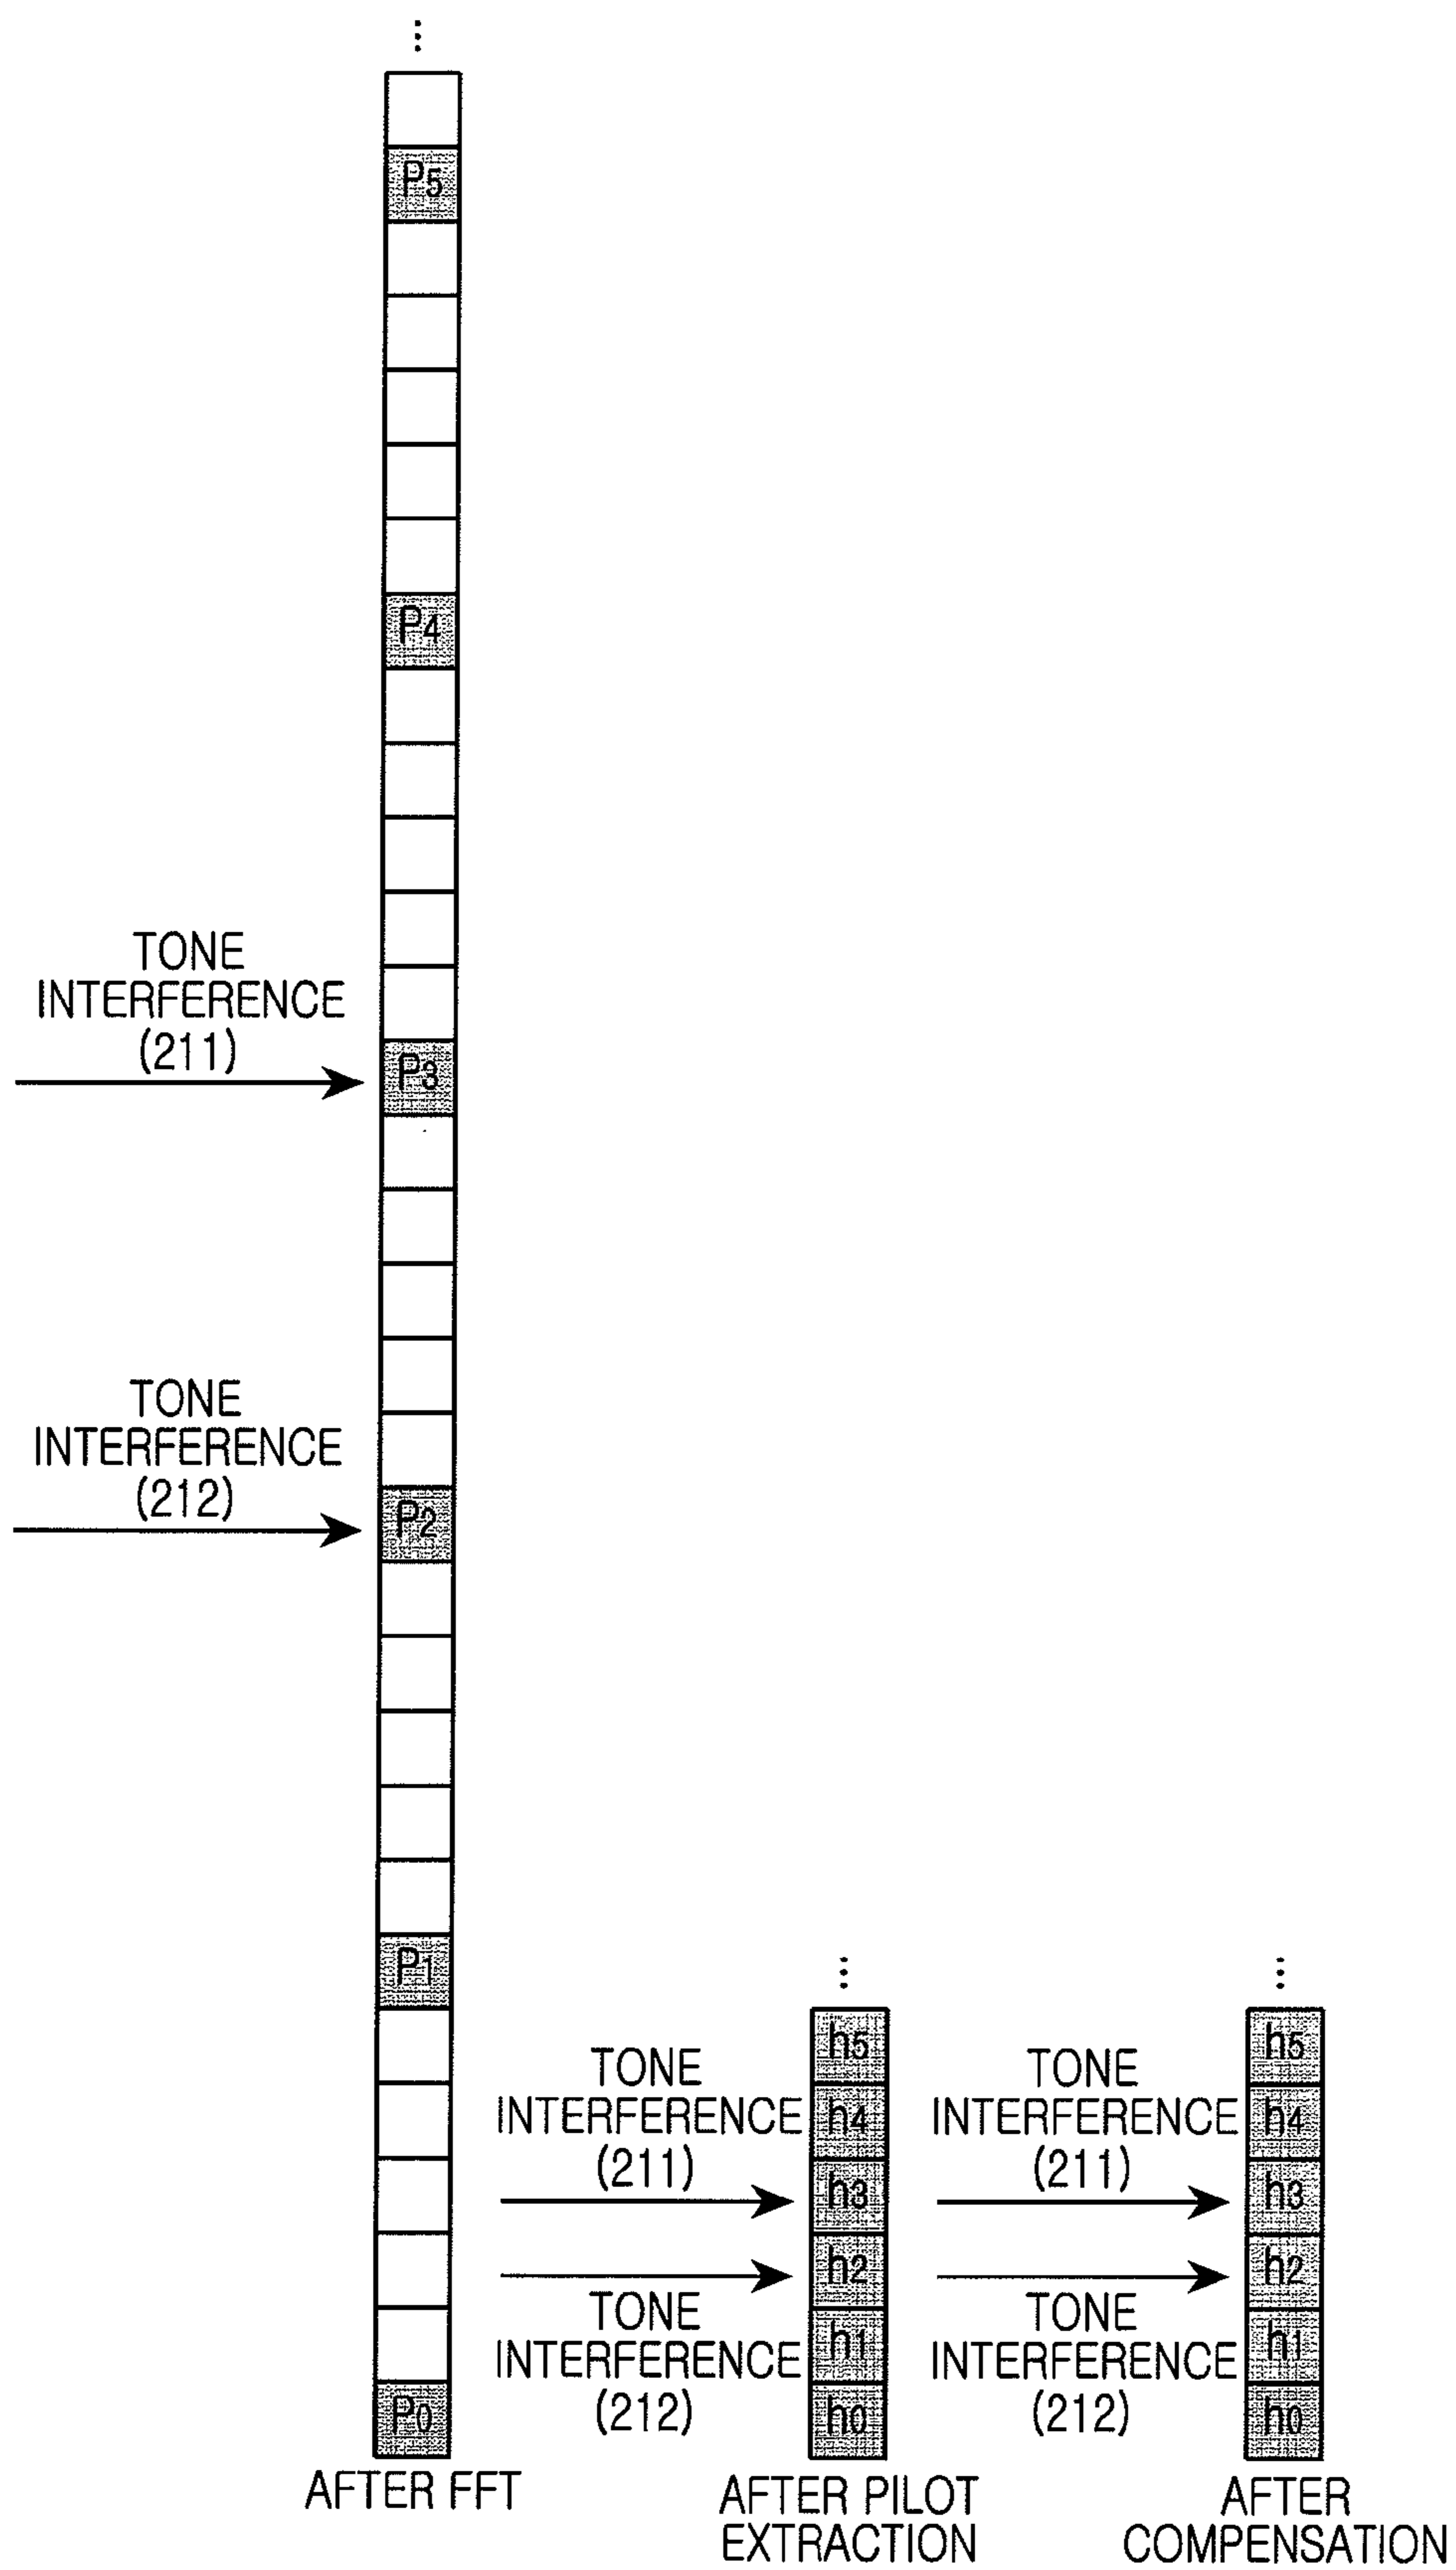 P5
P4
TONE
INTERFERENCE
(211)
P3
TONE
INTERFERENCE
(212)
P2
P1
P0
AFTER FFT
TONE
INTERFERENCE
(211)
TONE
INTERFERENCE
(212)
h5
h4
h3
h2
h1
h0
AFTER PILOT
EXTRACTION
TONE
INTERFERENCE
(211)
TONE
INTERFERENCE
(212)
h5
h4
h3
h2
h1
h0
AFTER
COMPENSATION